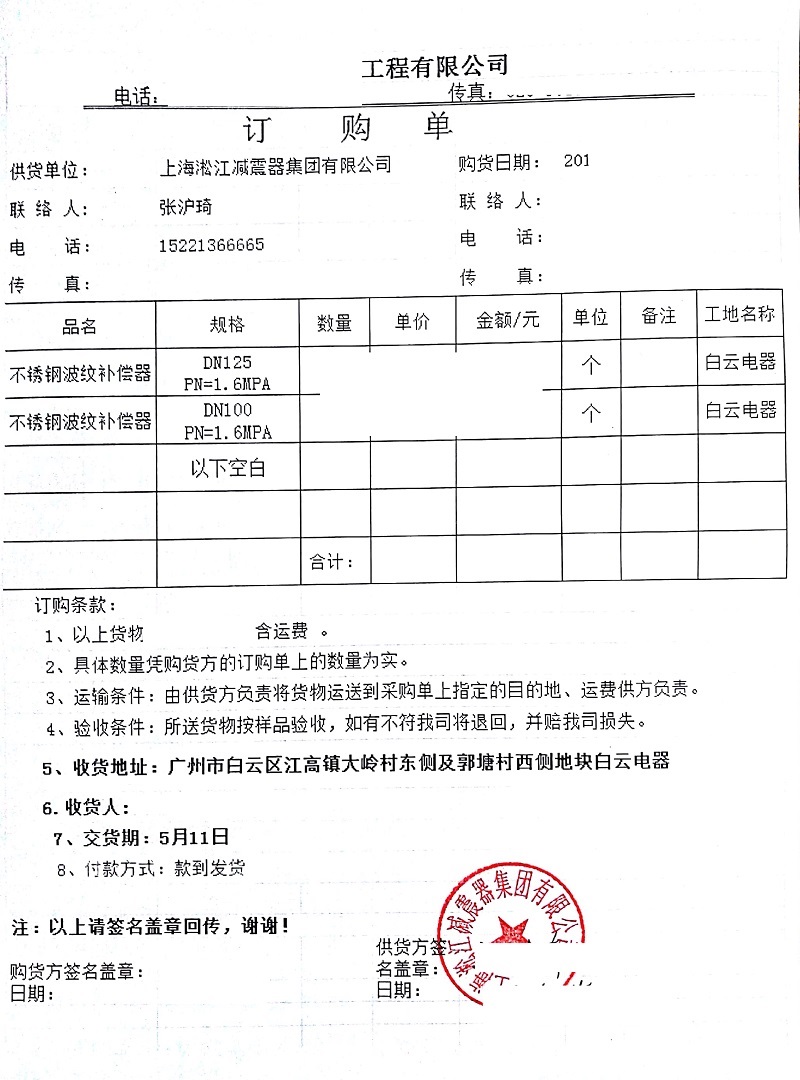 工程有限公司
电话: 传真:
订 购 单
供货单位: 上海淞江减震器集团有限公司 购货日期: 201
联 络 人: 张沪琦 联 络 人:
电 话: 15221366665 电 话:
传 真: 传 真:
品名 规格 数量 单价 金额/元 单位 备注 工地名称
不锈钢波纹补偿器 DN125 PN=1.6MPA 个 白云电器
不锈钢波纹补偿器 DN100 PN=1.6MPA 个 白云电器
以下空白
合计:
订购条款:
1、以上货物 含运费 。
2、具体数量凭购货方的订购单上的数量为实。
3、运输条件: 由供货方负责将货物运送到采购单上指定的目的地、运费供方负责。
4、验收条件: 所送货物按样品验收，如有不符我司将退回，并赔我司损失。
5、收货地址: 广州市白云区江高镇大岭村东侧及郭塘村西侧地块白云电器
6.收货人:
7、交货期: 5月11日
8、付款方式: 款到发货
注: 以上请签名盖章回传，谢谢!
购货方签名盖章:
日期:
供货方签
名盖章:
日期:
淞江减震器集团有限公